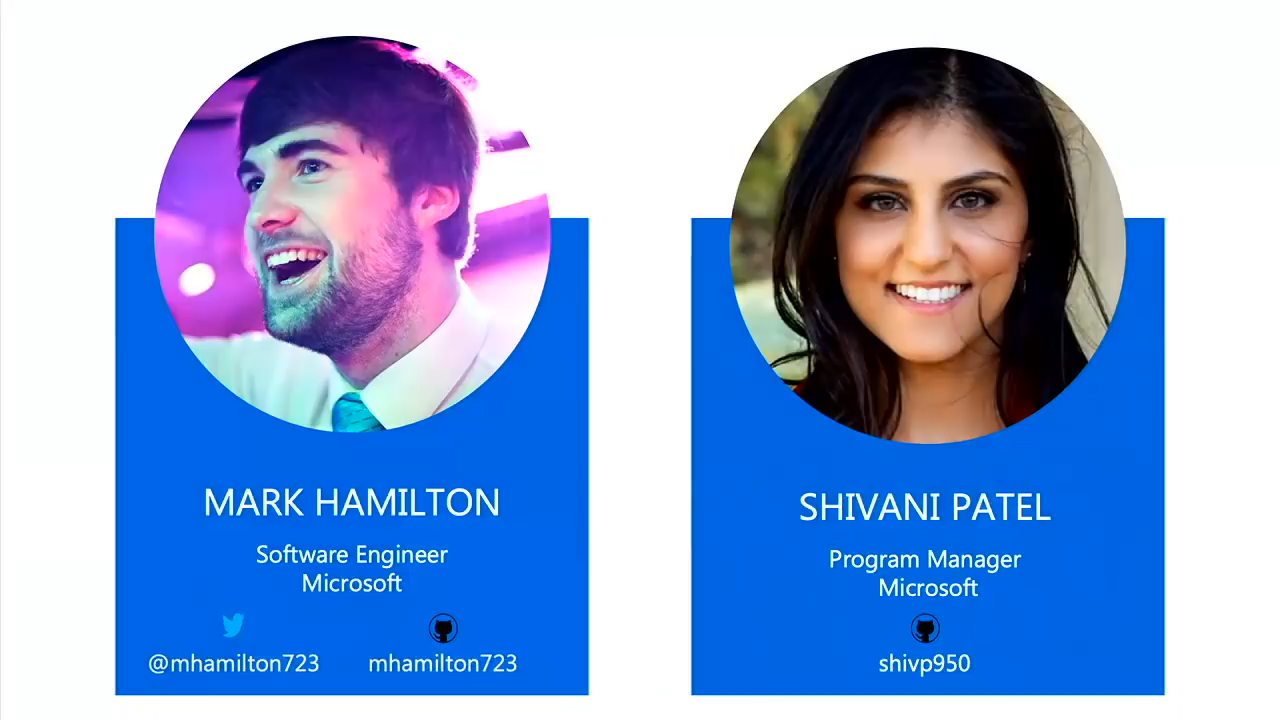 MARK HAMILTON
Software Engineer
Microsoft
@mhamilton723
mhamilton723
SHIVANI PATEL
Program Manager
Microsoft
shivp950